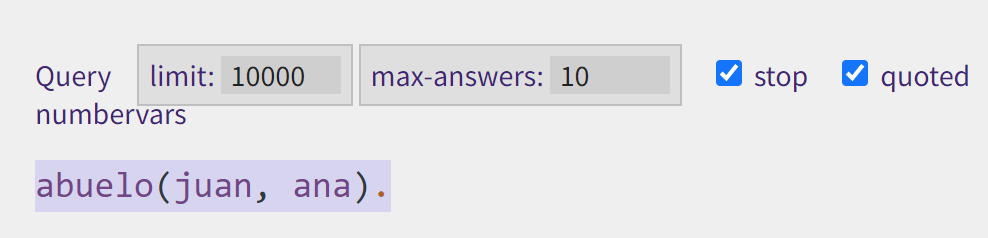 Query limit: 10000 max-answers: 10 stop quoted
numbervars
abuelo(juan, ana).